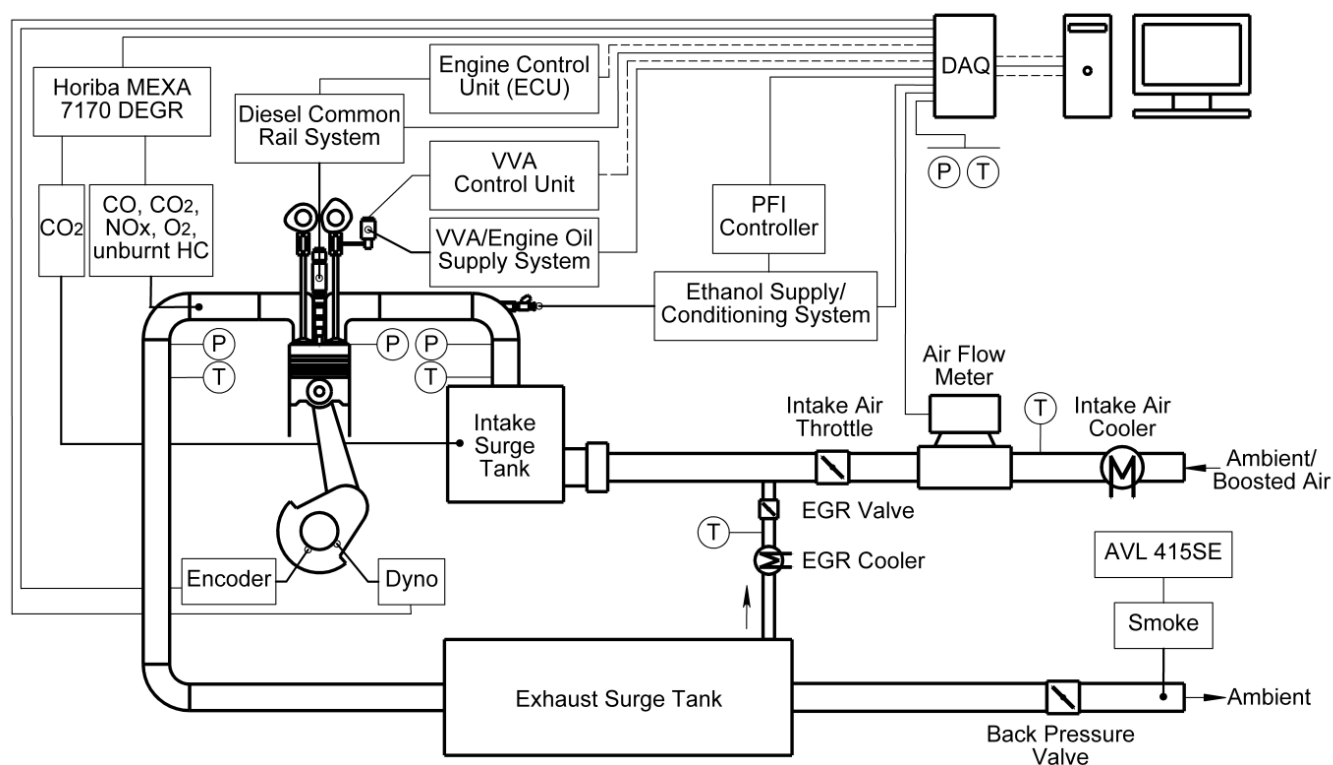 Horiba MEXA
7170 DEGR
Engine Control
Unit (ECU)
DAQ
Diesel Common
Rail System
VVA
Control Unit
P
T
CO2
CO, CO2,
NOx, O2,
unburnt HC
PFI
Controller
VVA/Engine Oil
Supply System
Ethanol Supply/
Conditioning System
P
T
P
P
T
Air Flow
Meter
Intake
Surge
Tank
Intake Air
Throttle
T
Intake Air
Cooler
Ambient/
Boosted Air
EGR Valve
T
EGR Cooler
AVL 415SE
Encoder
Dyno
Smoke
Exhaust Surge Tank
Ambient
Back Pressure
Valve